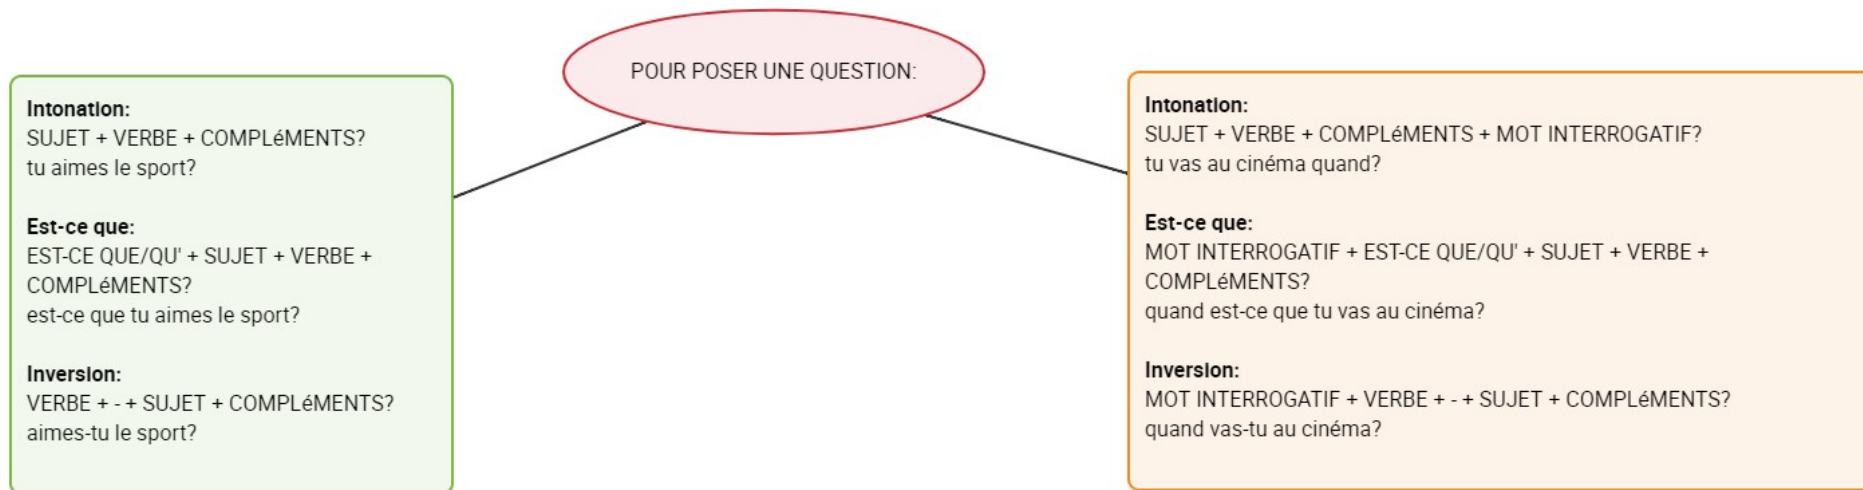 POUR POSER UNE QUESTION:
Intonation:
SUJET + VERBE + COMPLéMENTS?
tu aimes le sport?
Est-ce que:
EST-CE QUE/QU' + SUJET + VERBE +
COMPLéMENTS?
est-ce que tu aimes le sport?
Inversion:
VERBE + - + SUJET + COMPLéMENTS?
aimes-tu le sport?
Intonation:
SUJET + VERBE + COMPLéMENTS + MOT INTERROGATIF?
tu vas au cinéma quand?
Est-ce que:
MOT INTERROGATIF + EST-CE QUE/QU' + SUJET + VERBE +
COMPLéMENTS?
quand est-ce que tu vas au cinéma?
Inversion:
MOT INTERROGATIF + VERBE + - + SUJET + COMPLéMENTS?
quand vas-tu au cinéma?